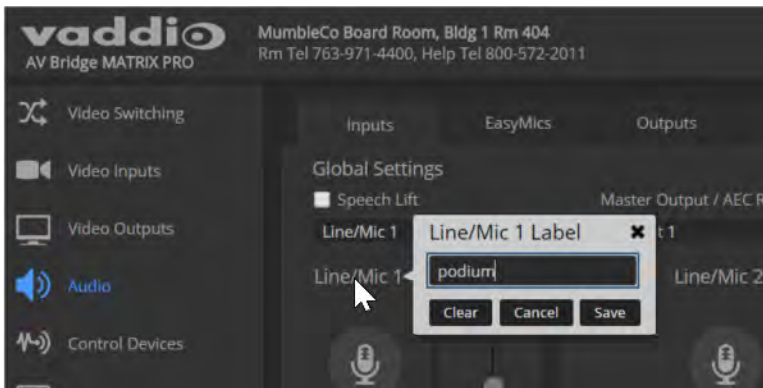 vaddio
AV Bridge MATRIX PRO
MumbleCo Board Room, Bldg 1 Rm 404
Rm Tel 763-971-4400, Help Tel 800-572-2011
Video Switching
Video Inputs
Video Outputs
Audio
Control Devices
Inputs
EasyMics
Outputs
Global Settings
Speech Lift
Master Output / AEC R
Line/Mic 1
t 1
Line/Mic 1 Label
podium
Clear
Cancel
Save
Line/Mic 1
Line/Mic 2